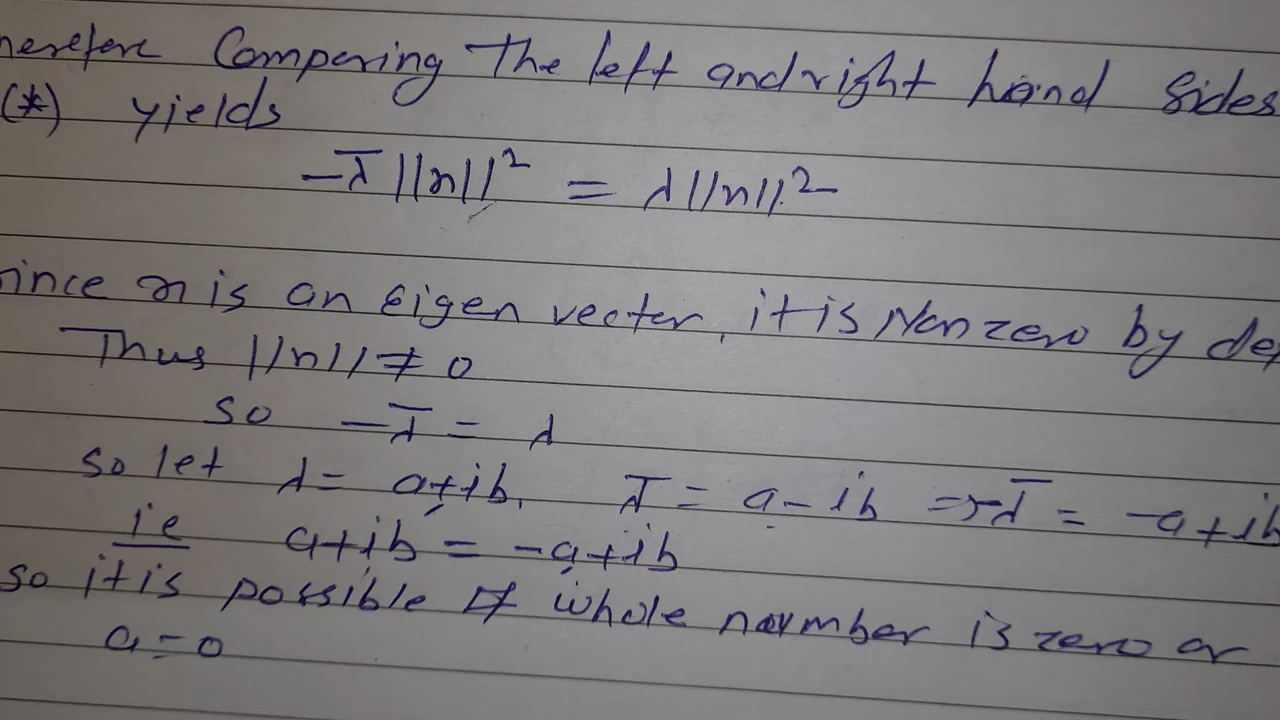 herefore Compering The left and right hand Sides
(*) yields
-λ̅ ||x||² = λ ||x||²
ince x is an Eigen vector, it is Non zero by def
Thus ||x|| ≠ 0
so -λ̅ = λ
so let λ = a+ib, λ̅ = a-ib ⇒ -λ̅ = -a+ib
ie a+ib = -a+ib
so it is possible If whole number is zero or
a = 0